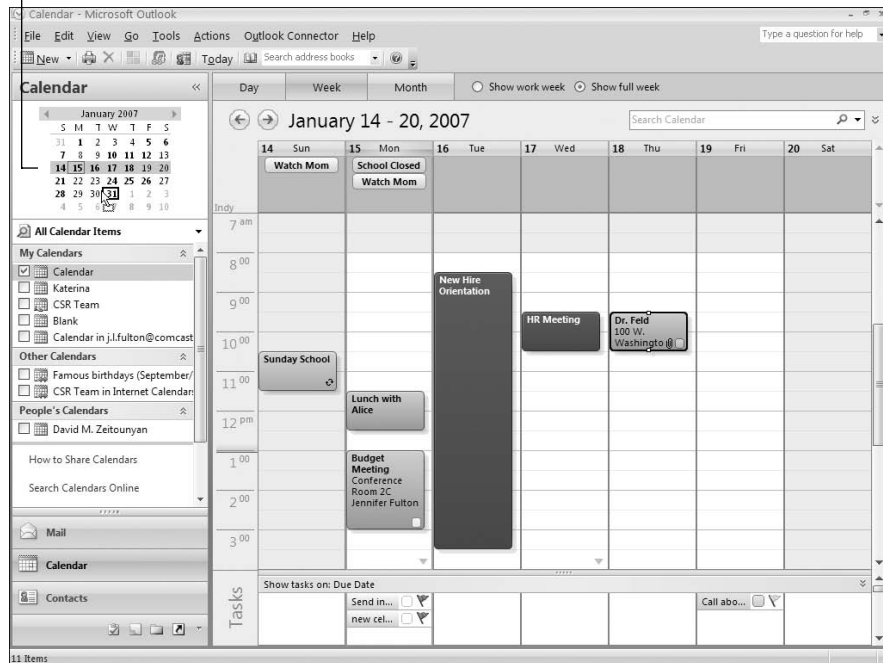 Calendar - Microsoft Outlook
File Edit View Go Tools Actions Outlook Connector Help
Type a question for help
New Today Search address books
Calendar
Day Week Month Show work week Show full week
January 2007
S M T W T F S
31 1 2 3 4 5 6
7 8 9 10 11 12 13
14 15 16 17 18 19 20
21 22 23 24 25 26 27
28 29 30 31 1 2 3
4 5 6 8 9 10
January 14 - 20, 2007
Search Calendar
14 Sun 15 Mon 16 Tue 17 Wed 18 Thu 19 Fri 20 Sat
Watch Mom
School Closed
Watch Mom
Indy
All Calendar Items
My Calendars
Calendar
Katerina
CSR Team
Blank
Calendar in j.l.fulton@comcast
Other Calendars
Famous birthdays (September/
CSR Team in Internet Calendars
People's Calendars
David M. Zeitounyan
How to Share Calendars
Search Calendars Online
Mail
Calendar
Contacts
7 am
8 00
9 00
10 00
11 00
12 pm
1 00
2 00
3 00
Sunday School
Lunch with
Alice
Budget
Meeting
Conference
Room 2C
Jennifer Fulton
New Hire
Orientation
HR Meeting
Dr. Feld
100 W.
Washingto
Tasks
Show tasks on: Due Date
Send in...
new cel...
Call abo...
11 Items